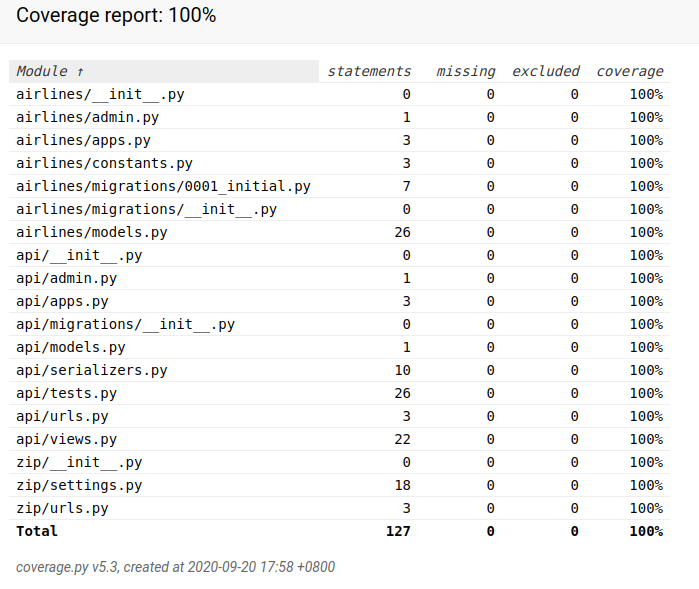 Coverage report: 100%
Module ↑ statements missing excluded coverage
airlines/__init__.py 0 0 0 100%
airlines/admin.py 1 0 0 100%
airlines/apps.py 3 0 0 100%
airlines/constants.py 3 0 0 100%
airlines/migrations/0001_initial.py 7 0 0 100%
airlines/migrations/__init__.py 0 0 0 100%
airlines/models.py 26 0 0 100%
api/__init__.py 0 0 0 100%
api/admin.py 1 0 0 100%
api/apps.py 3 0 0 100%
api/migrations/__init__.py 0 0 0 100%
api/models.py 1 0 0 100%
api/serializers.py 10 0 0 100%
api/tests.py 26 0 0 100%
api/urls.py 3 0 0 100%
api/views.py 22 0 0 100%
zip/__init__.py 0 0 0 100%
zip/settings.py 18 0 0 100%
zip/urls.py 3 0 0 100%
Total 127 0 0 100%
coverage.py v5.3, created at 2020-09-20 17:58 +0800